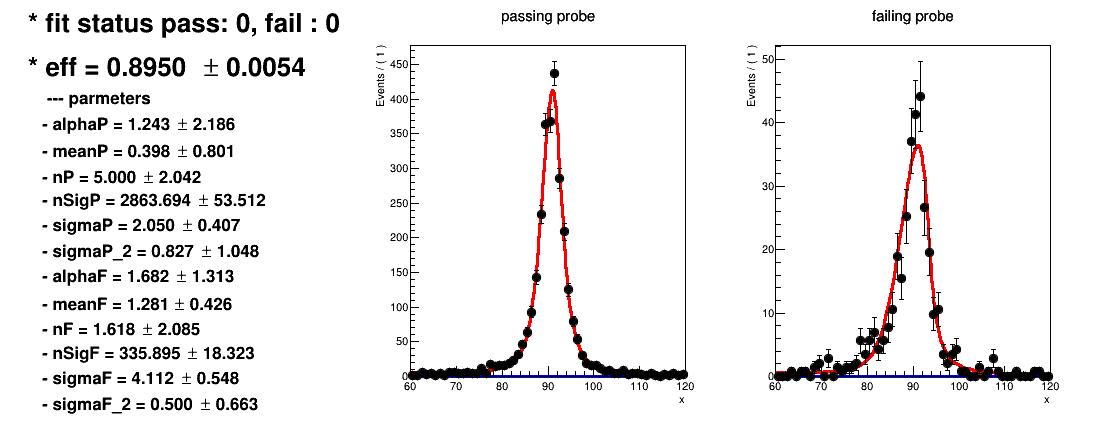 * fit status pass: 0, fail : 0
* eff = 0.8950 ± 0.0054
--- parmeters
- alphaP = 1.243 ± 2.186
- meanP = 0.398 ± 0.801
- nP = 5.000 ± 2.042
- nSigP = 2863.694 ± 53.512
- sigmaP = 2.050 ± 0.407
- sigmaP_2 = 0.827 ± 1.048
- alphaF = 1.682 ± 1.313
- meanF = 1.281 ± 0.426
- nF = 1.618 ± 2.085
- nSigF = 335.895 ± 18.323
- sigmaF = 4.112 ± 0.548
- sigmaF_2 = 0.500 ± 0.663
passing probe
Events / ( 1 )
450
400
350
300
250
200
150
100
50
0
60 70 80 90 100 110 120
x
failing probe
Events / ( 1 )
50
40
30
20
10
0
60 70 80 90 100 110 120
x